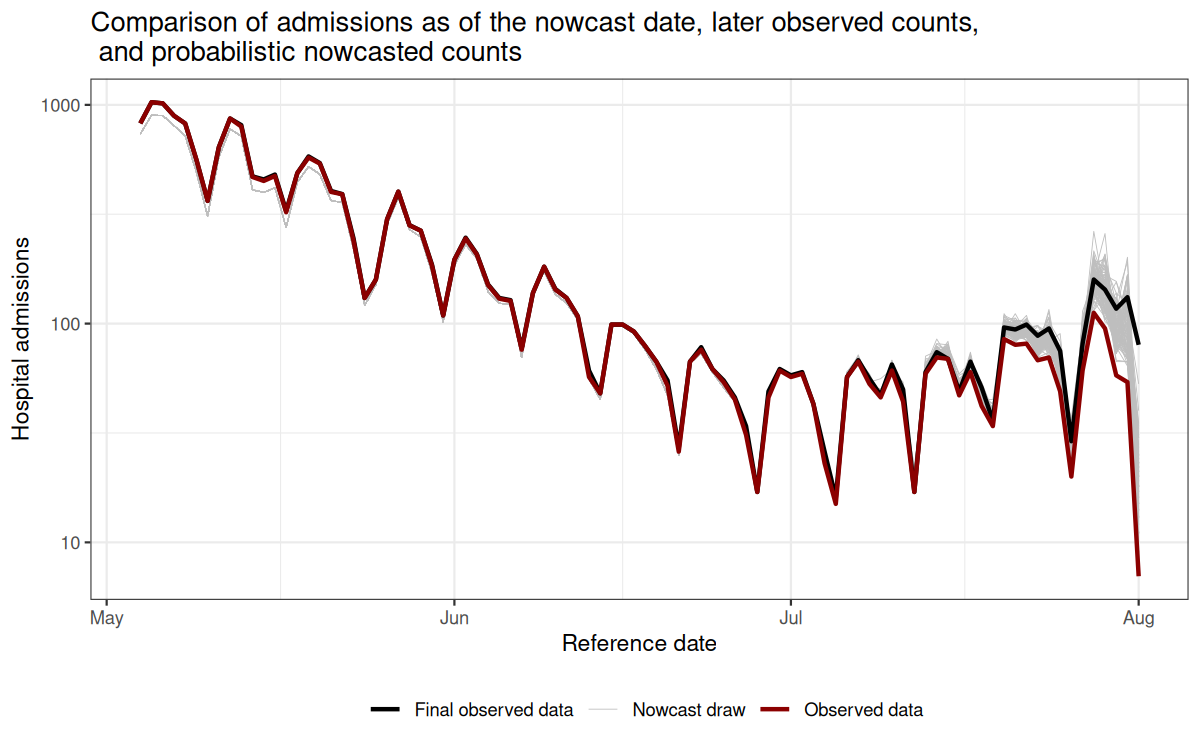 Comparison of admissions as of the nowcast date, later observed counts,
and probabilistic nowcasted counts
1000
100
10
Hospital admissions
May Jun Jul Aug
Reference date
Final observed data Nowcast draw Observed data